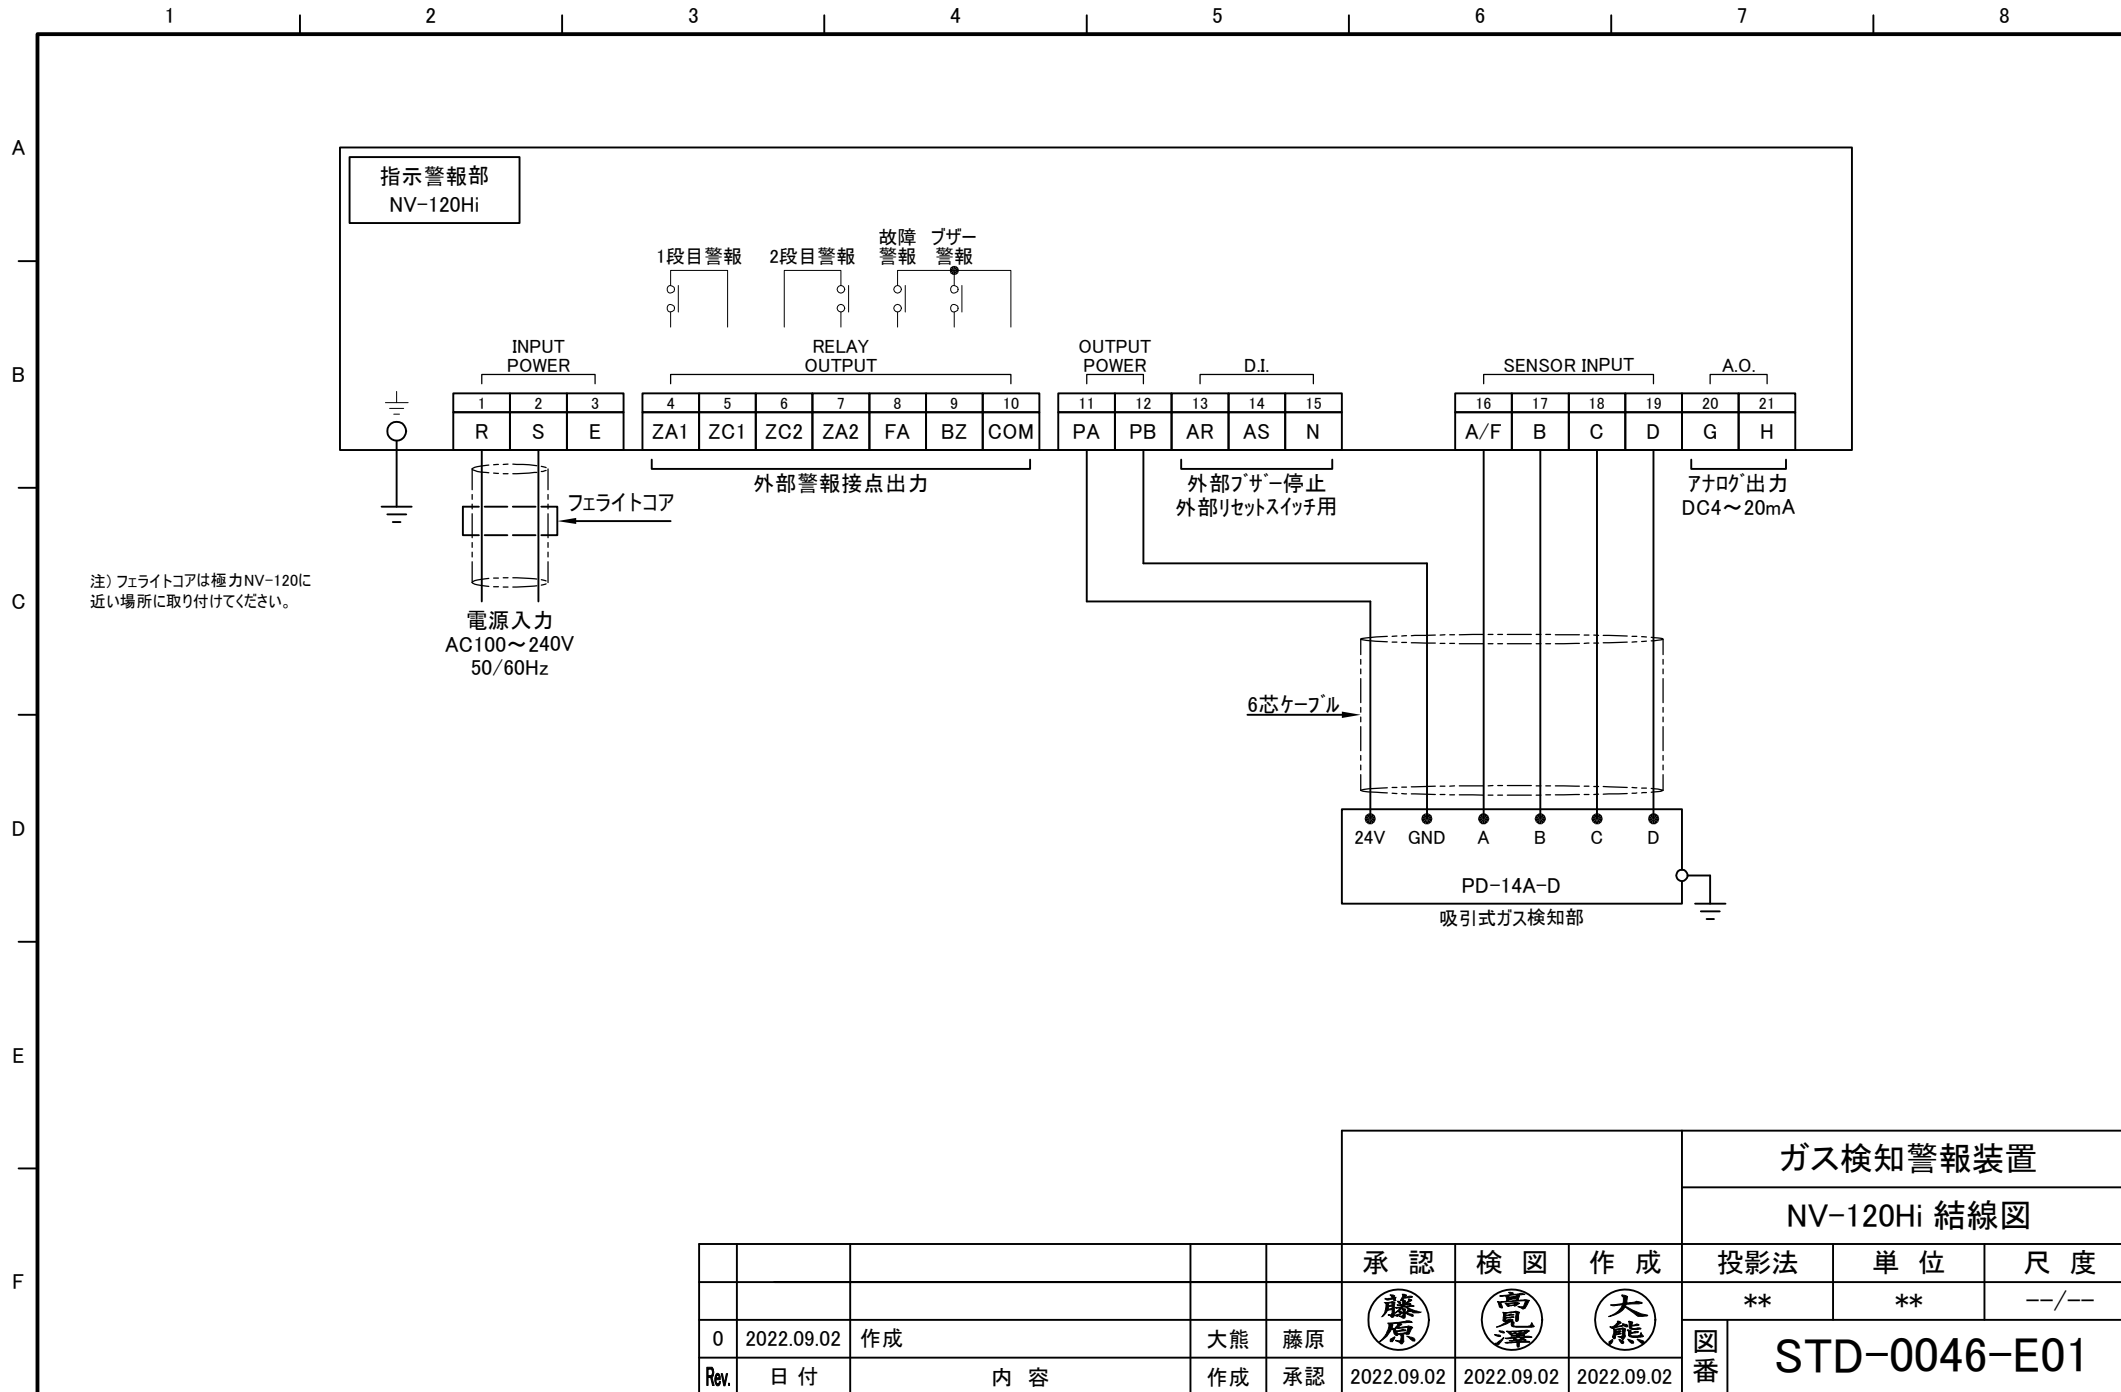 1 2 3 4 5 6 7 8
A
指示警報部
NV-120Hi
1段目警報 2段目警報 故障警報 ブザー警報
B
INPUT POWER RELAY OUTPUT OUTPUT POWER D.I. SENSOR INPUT A.O.
1 2 3 4 5 6 7 8 9 10 11 12 13 14 15 16 17 18 19 20 21
R S E ZA1 ZC1 ZC2 ZA2 FA BZ COM PA PB AR AS N A/F B C D G H
外部警報接点出力
外部ブザー停止
外部リセットスイッチ用
アナログ出力
DC4～20mA
フェライトコア
C
注）フェライトコアは極力NV-120に
近い場所に取り付けてください。
電源入力
AC100～240V
50/60Hz
6芯ケーブル
D
24V GND A B C D
PD-14A-D
吸引式ガス検知部
E
F
ガス検知警報装置
NV-120Hi 結線図
承認 検図 作成 投影法 単位 尺度
藤原 高見澤 大熊 ** ** --/--
0 2022.09.02 作成 大熊 藤原
Rev. 日付 内容 作成 承認 2022.09.02 2022.09.02 2022.09.02
図番 STD-0046-E01